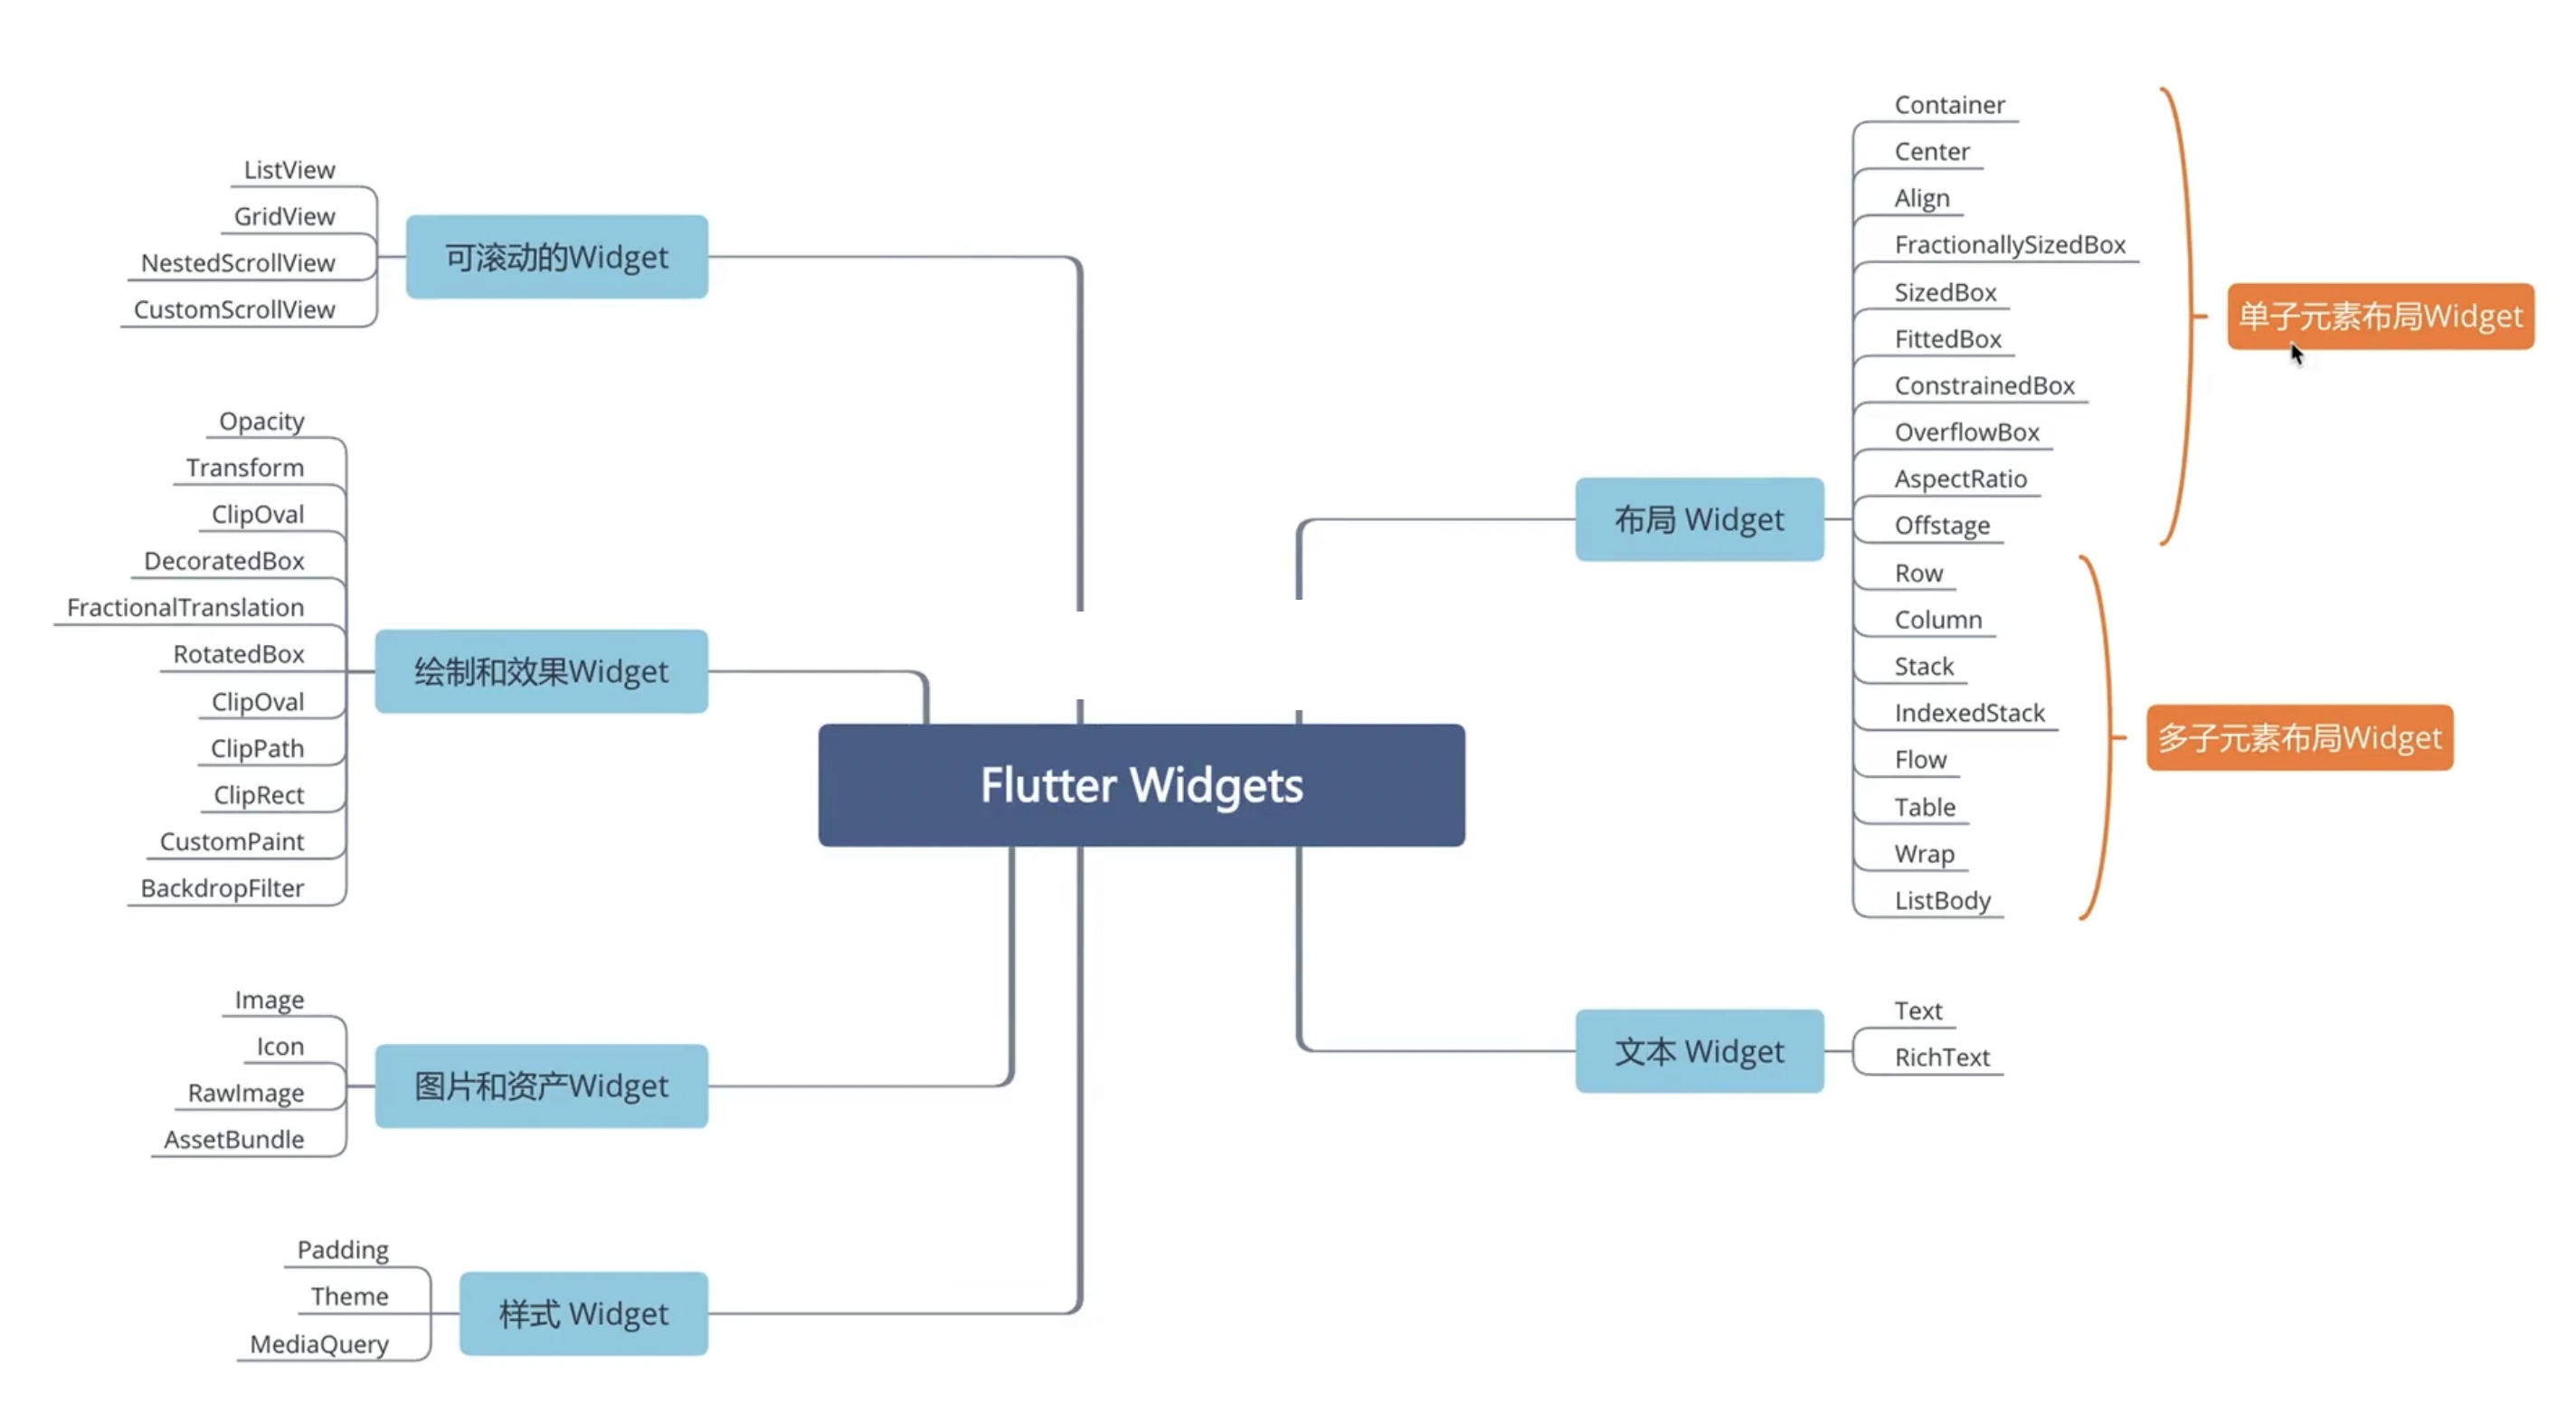 Flutter Widgets
可滚动的Widget
ListView
GridView
NestedScrollView
CustomScrollView
绘制和效果Widget
Opacity
Transform
ClipOval
DecoratedBox
FractionalTranslation
RotatedBox
ClipOval
ClipPath
ClipRect
CustomPaint
BackdropFilter
图片和资产Widget
Image
Icon
RawImage
AssetBundle
样式 Widget
Padding
Theme
MediaQuery
布局 Widget
Container
Center
Align
FractionallySizedBox
SizedBox
FittedBox
ConstrainedBox
OverflowBox
AspectRatio
Offstage
单子元素布局Widget
Row
Column
Stack
IndexedStack
Flow
Table
Wrap
ListBody
多子元素布局Widget
文本 Widget
Text
RichText